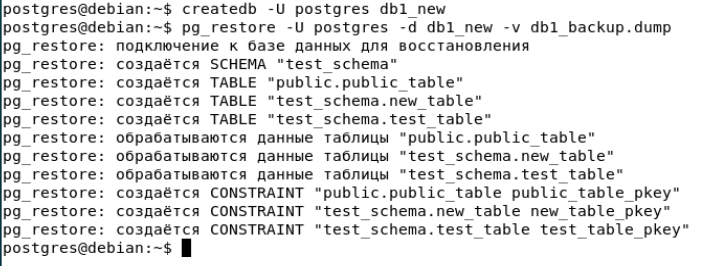 postgres@debian:~$ createdb -U postgres db1_new
postgres@debian:~$ pg_restore -U postgres -d db1_new -v db1_backup.dump
pg_restore: подключение к базе данных для восстановления
pg_restore: создаётся SCHEMA "test_schema"
pg_restore: создаётся TABLE "public.public_table"
pg_restore: создаётся TABLE "test_schema.new_table"
pg_restore: создаётся TABLE "test_schema.test_table"
pg_restore: обрабатываются данные таблицы "public.public_table"
pg_restore: обрабатываются данные таблицы "test_schema.new_table"
pg_restore: обрабатываются данные таблицы "test_schema.test_table"
pg_restore: создаётся CONSTRAINT "public.public_table public_table_pkey"
pg_restore: создаётся CONSTRAINT "test_schema.new_table new_table_pkey"
pg_restore: создаётся CONSTRAINT "test_schema.test_table test_table_pkey"
postgres@debian:~$